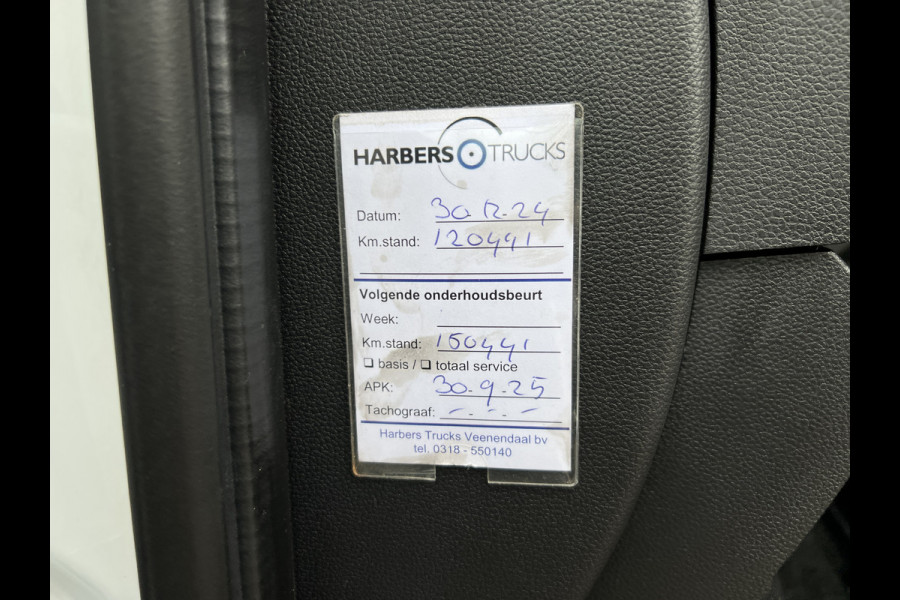 HARBERS TRUCKS
Datum: 30-12-24
Km.stand: 120441
Volgende onderhoudsbeurt
Week:
Km.stand: 150441
❑ basis / ❑ totaal service
APK: 30-9-25
Tachograaf: -.-.-
Harbers Trucks Veenendaal bv
tel. 0318 - 550140